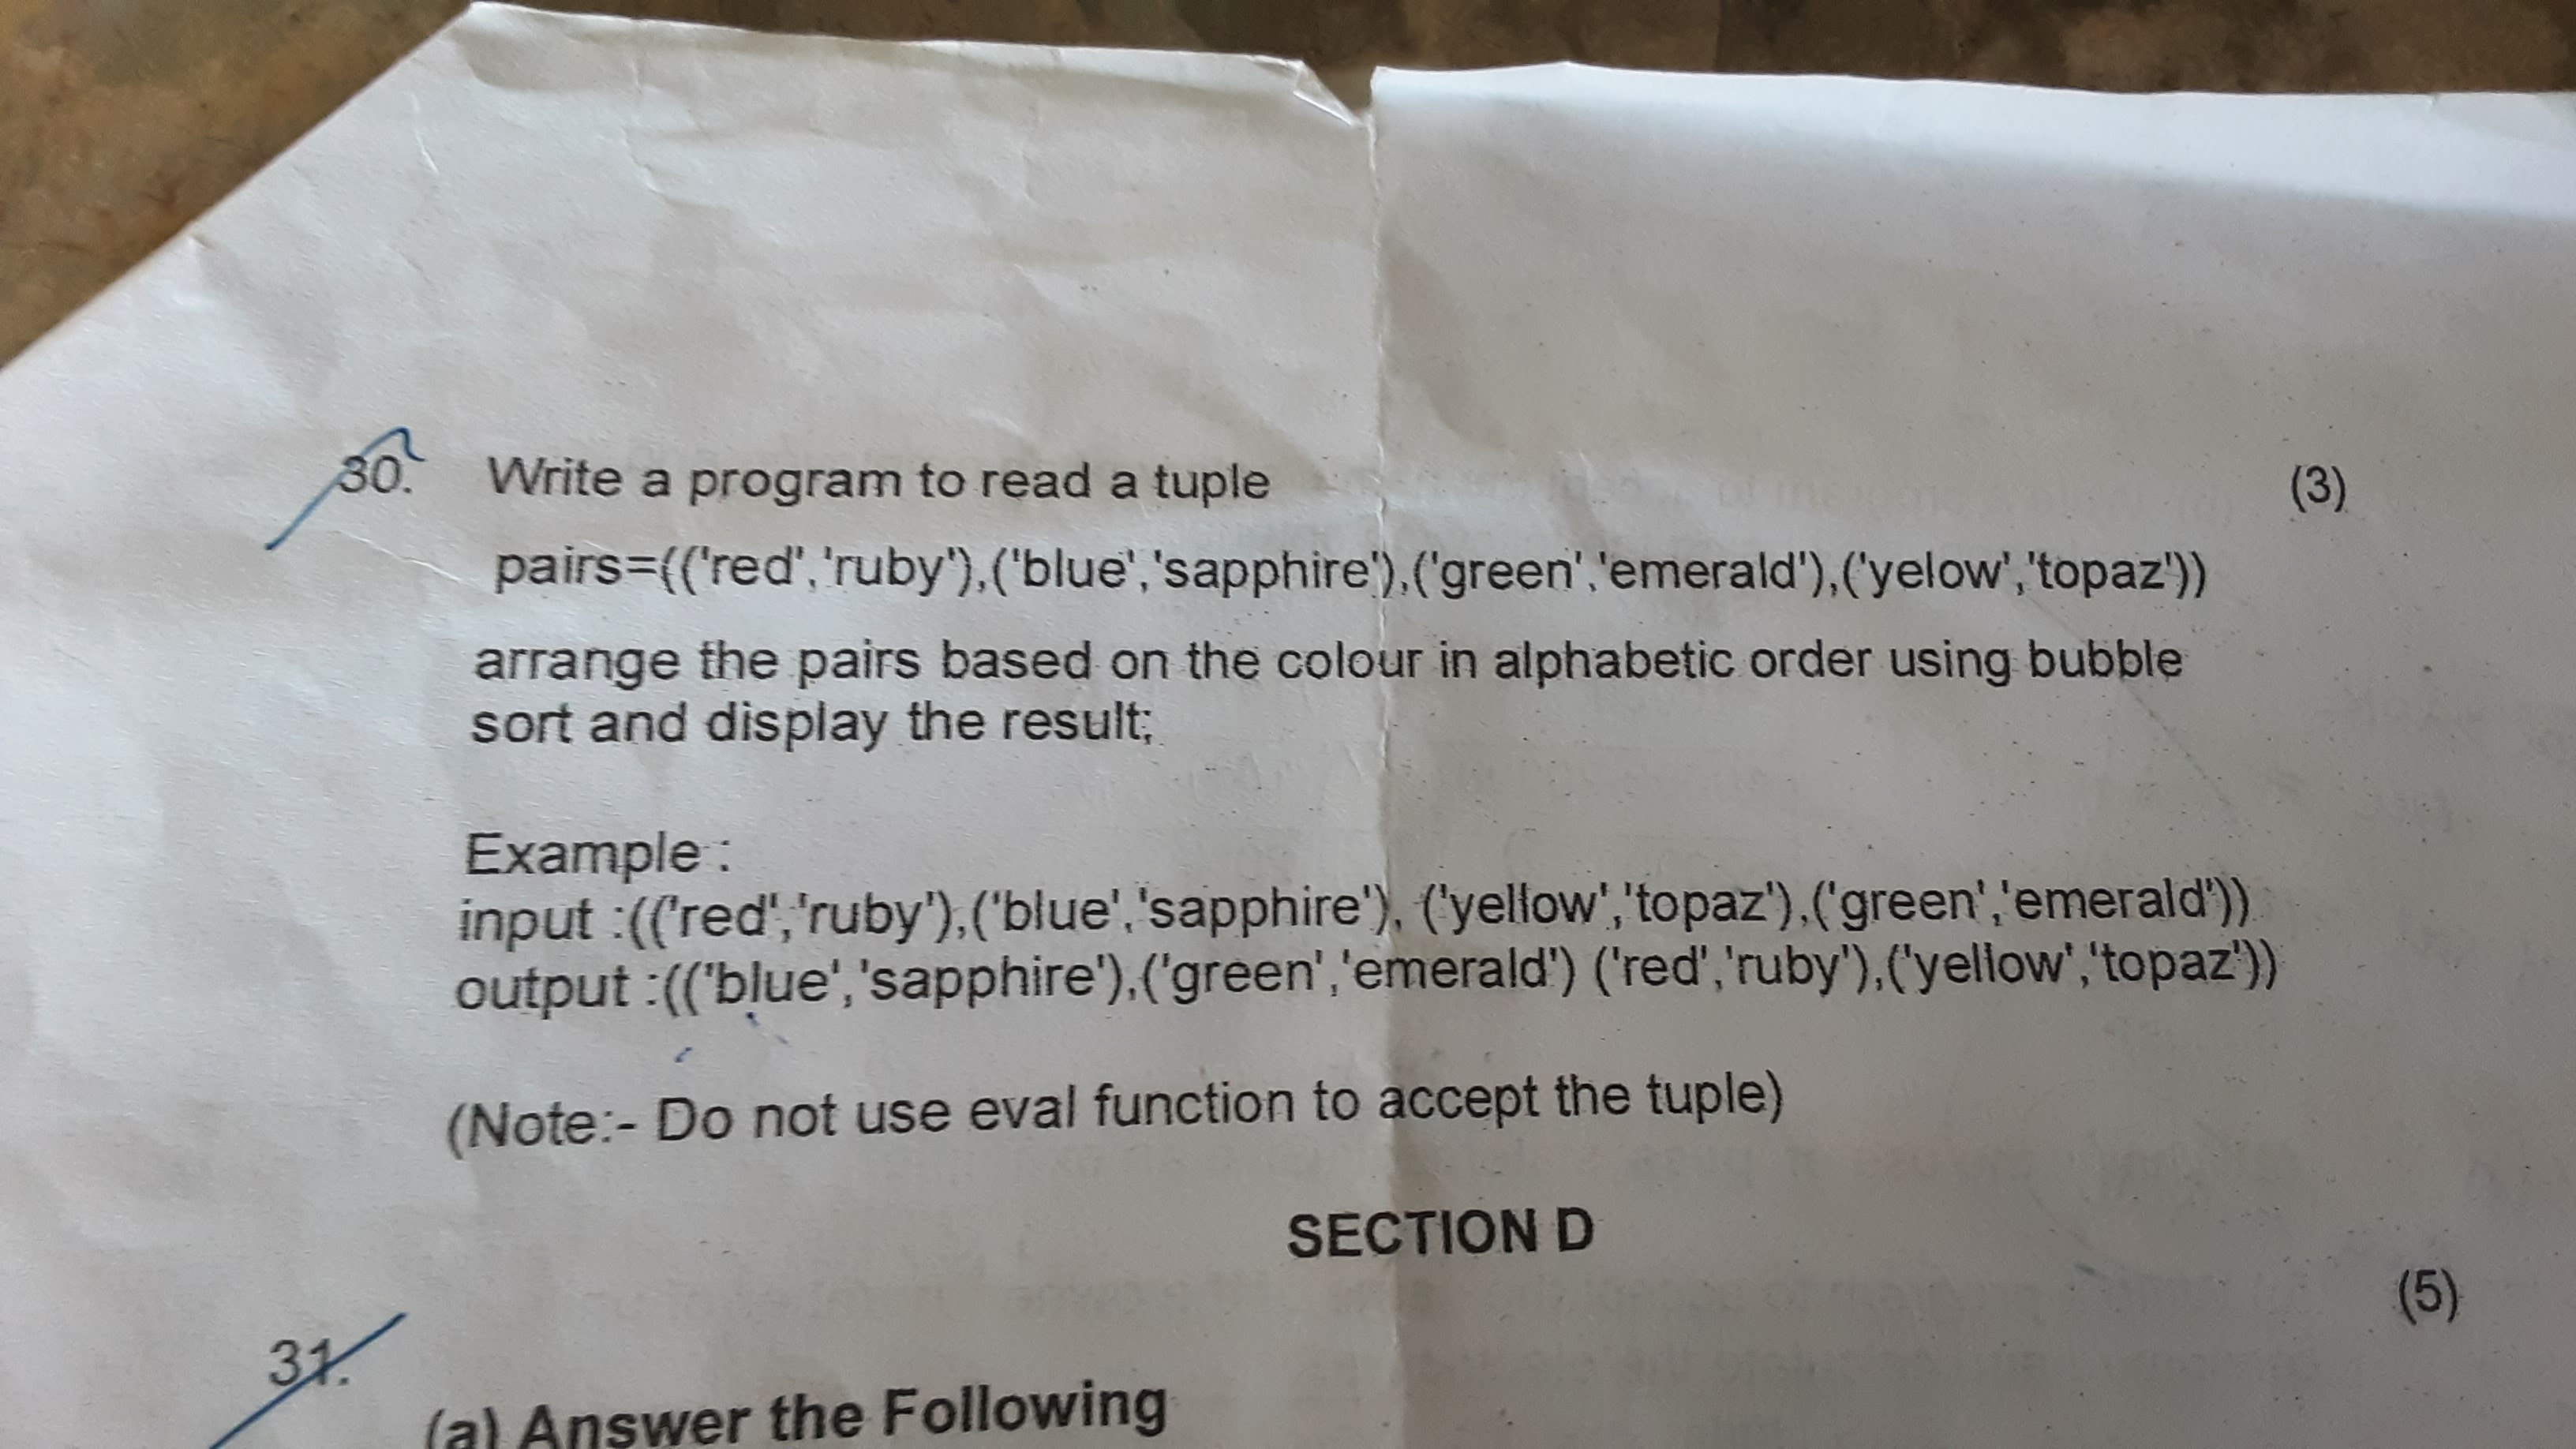 30. Write a program to read a tuple (3)
pairs=(('red','ruby'),('blue','sapphire'),('green','emerald'),('yelow','topaz'))
arrange the pairs based on the colour in alphabetic order using bubble
sort and display the result;
Example :
input :(('red','ruby'),('blue','sapphire'), ('yellow','topaz'),('green','emerald'))
output :(('blue','sapphire'),('green','emerald') ('red','ruby'),('yellow','topaz'))
(Note:- Do not use eval function to accept the tuple)
SECTION D
(5)
31.
(a) Answer the Following